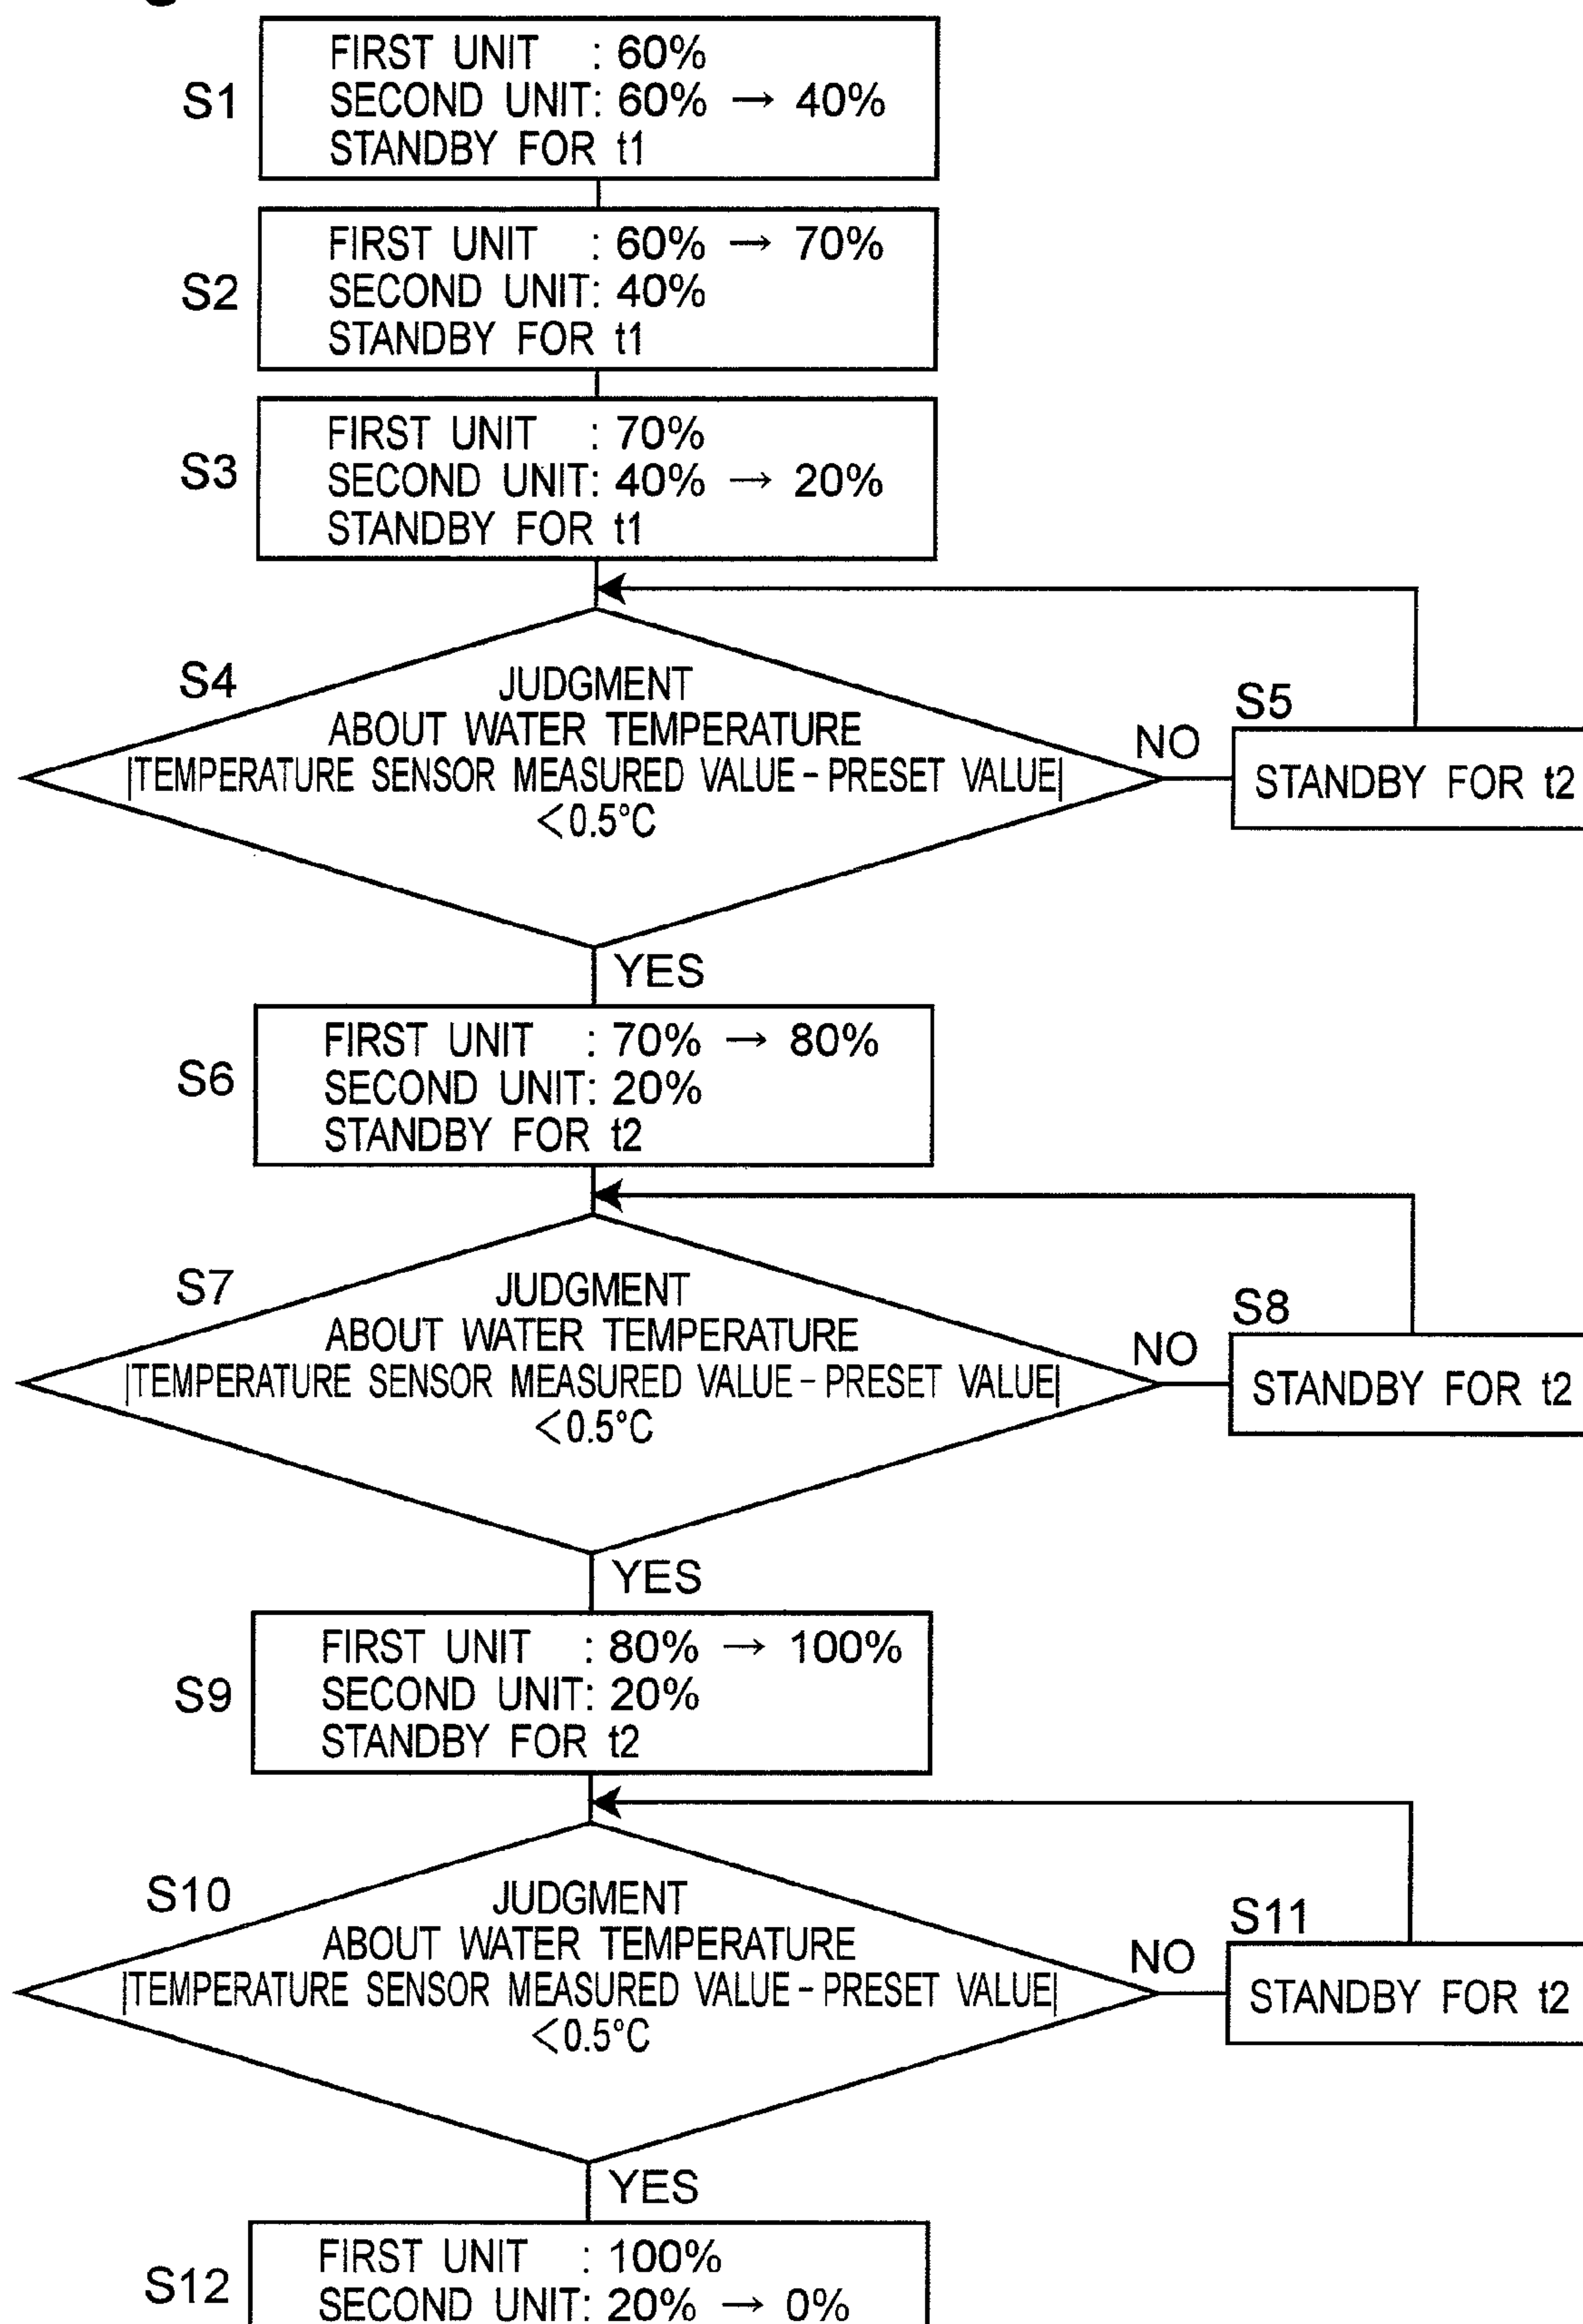 S1
FIRST UNIT : 60%
SECOND UNIT: 60% → 40%
STANDBY FOR t1
S2
FIRST UNIT : 60% → 70%
SECOND UNIT: 40%
STANDBY FOR t1
S3
FIRST UNIT : 70%
SECOND UNIT: 40% → 20%
STANDBY FOR t1
S4
JUDGMENT
ABOUT WATER TEMPERATURE
|TEMPERATURE SENSOR MEASURED VALUE – PRESET VALUE|
<0.5°C
NO
S5
STANDBY FOR t2
YES
S6
FIRST UNIT : 70% → 80%
SECOND UNIT: 20%
STANDBY FOR t2
S7
JUDGMENT
ABOUT WATER TEMPERATURE
|TEMPERATURE SENSOR MEASURED VALUE – PRESET VALUE|
<0.5°C
NO
S8
STANDBY FOR t2
YES
S9
FIRST UNIT : 80% → 100%
SECOND UNIT: 20%
STANDBY FOR t2
S10
JUDGMENT
ABOUT WATER TEMPERATURE
|TEMPERATURE SENSOR MEASURED VALUE – PRESET VALUE|
<0.5°C
NO
S11
STANDBY FOR t2
YES
S12
FIRST UNIT : 100%
SECOND UNIT: 20% → 0%